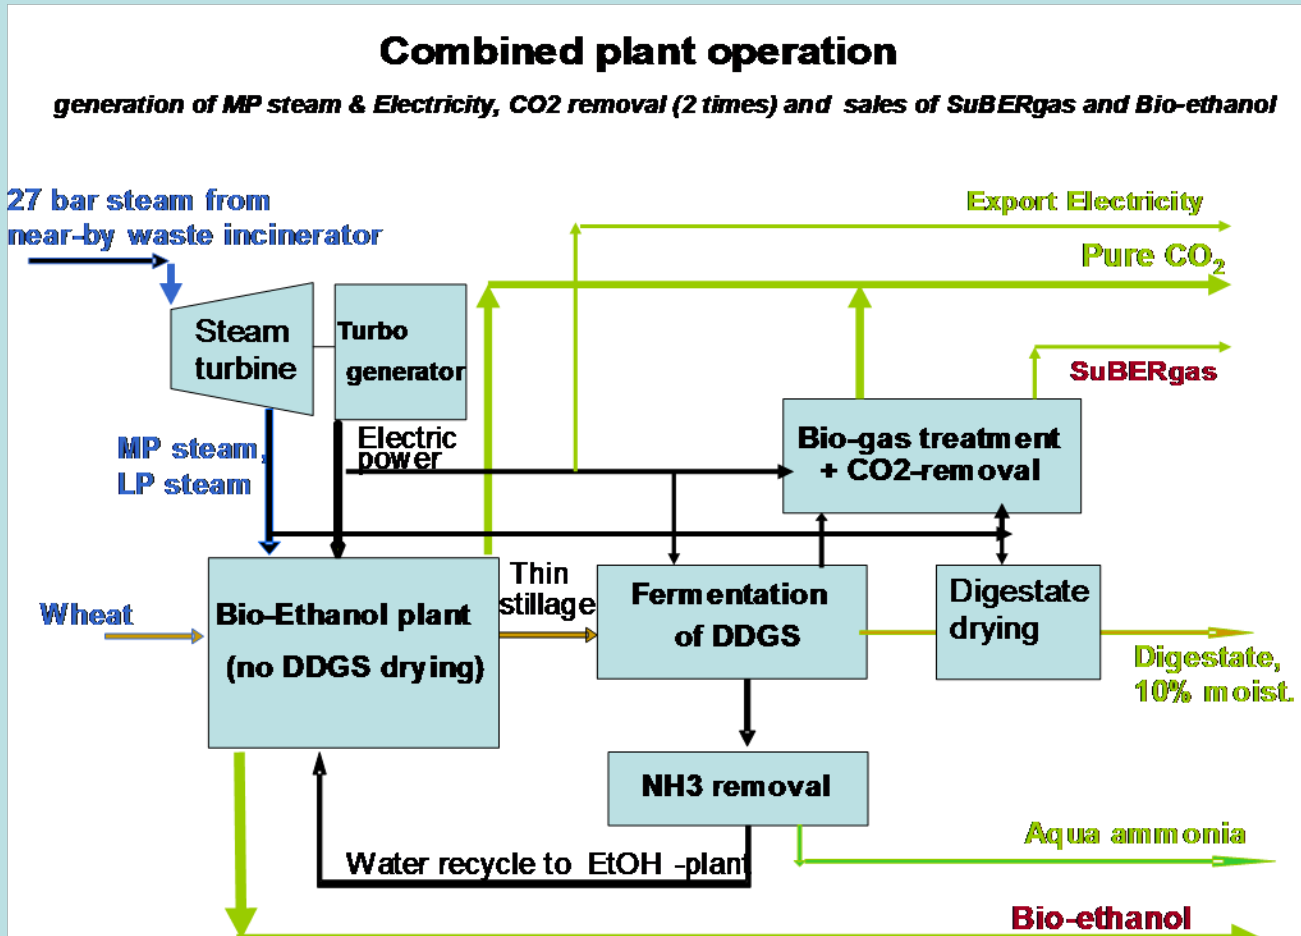 Combined plant operation
generation of MP steam & Electricity, CO2 removal (2 times) and sales of SuBERgas and Bio-ethanol
27 bar steam from
near-by waste incinerator
Export Electricity
Pure CO₂
Steam
turbine
Turbo
generator
SuBERgas
MP steam,
LP steam
Electric
power
Bio-gas treatment
+ CO2-removal
Wheat
Bio-Ethanol plant
(no DDGS drying)
Thin
stillage
Fermentation
of DDGS
Digestate
drying
Digestate,
10% moist.
NH3 removal
Water recycle to EtOH -plant
Aqua ammonia
Bio-ethanol